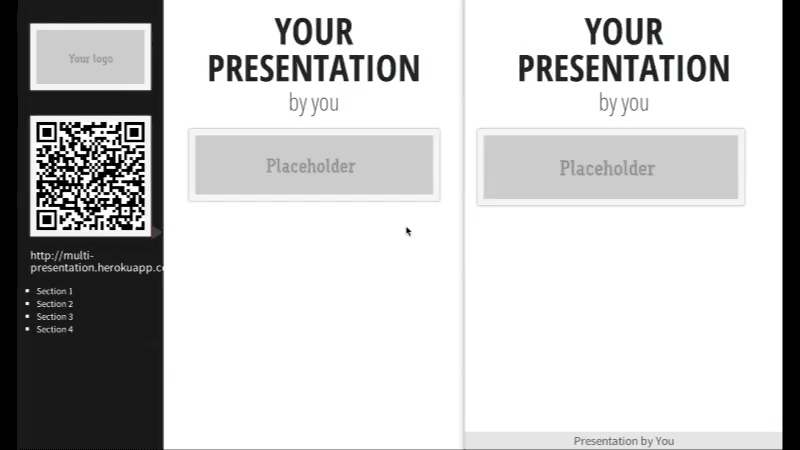 Your logo
http://multi-
presentation.herokuapp.c
Section 1
Section 2
Section 3
Section 4
YOUR
PRESENTATION
by you
Placeholder
YOUR
PRESENTATION
by you
Placeholder
Presentation by You